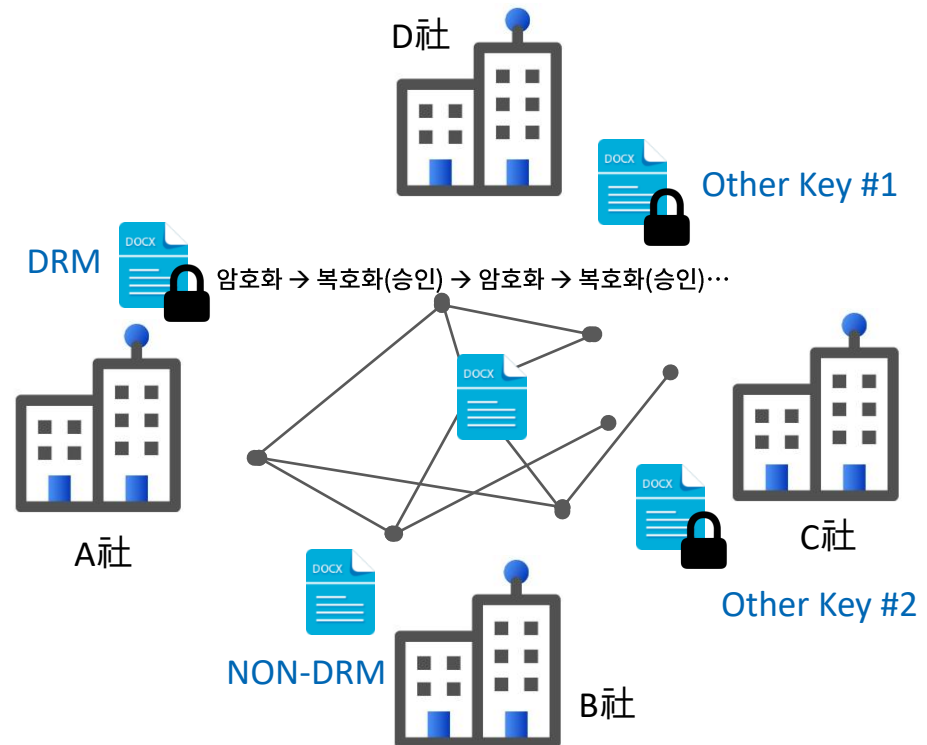 D社
DOCX
Other Key #1
DOCX
DRM
암호화 → 복호화(승인) → 암호화 → 복호화(승인)…
DOCX
DOCX
A社
C社
DOCX
Other Key #2
NON-DRM
B社